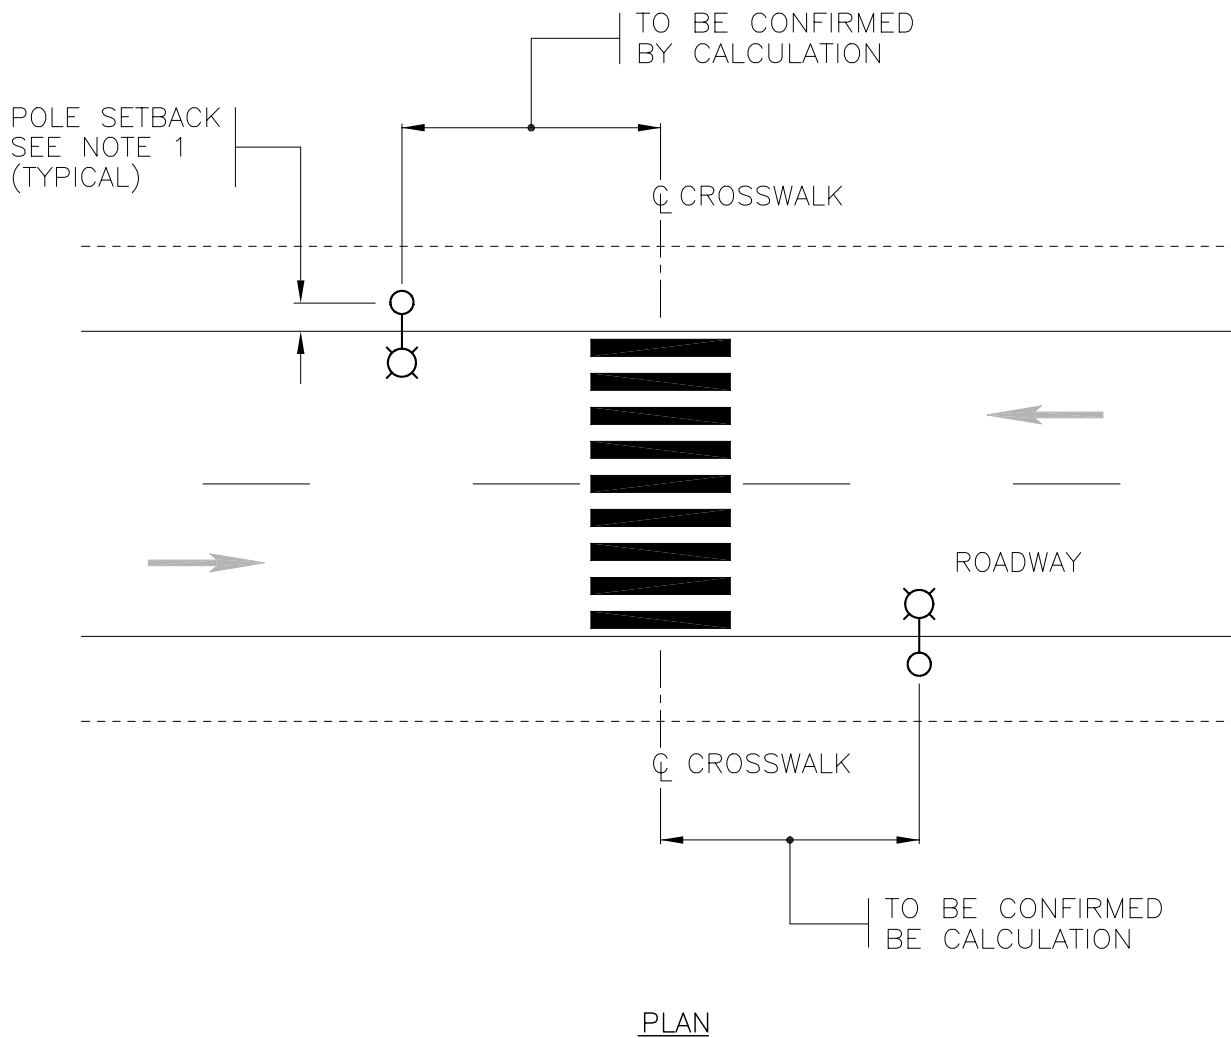 TO BE CONFIRMED
BY CALCULATION
POLE SETBACK
SEE NOTE 1
(TYPICAL)
℄ CROSSWALK
ROADWAY
℄ CROSSWALK
TO BE CONFIRMED
BE CALCULATION
PLAN